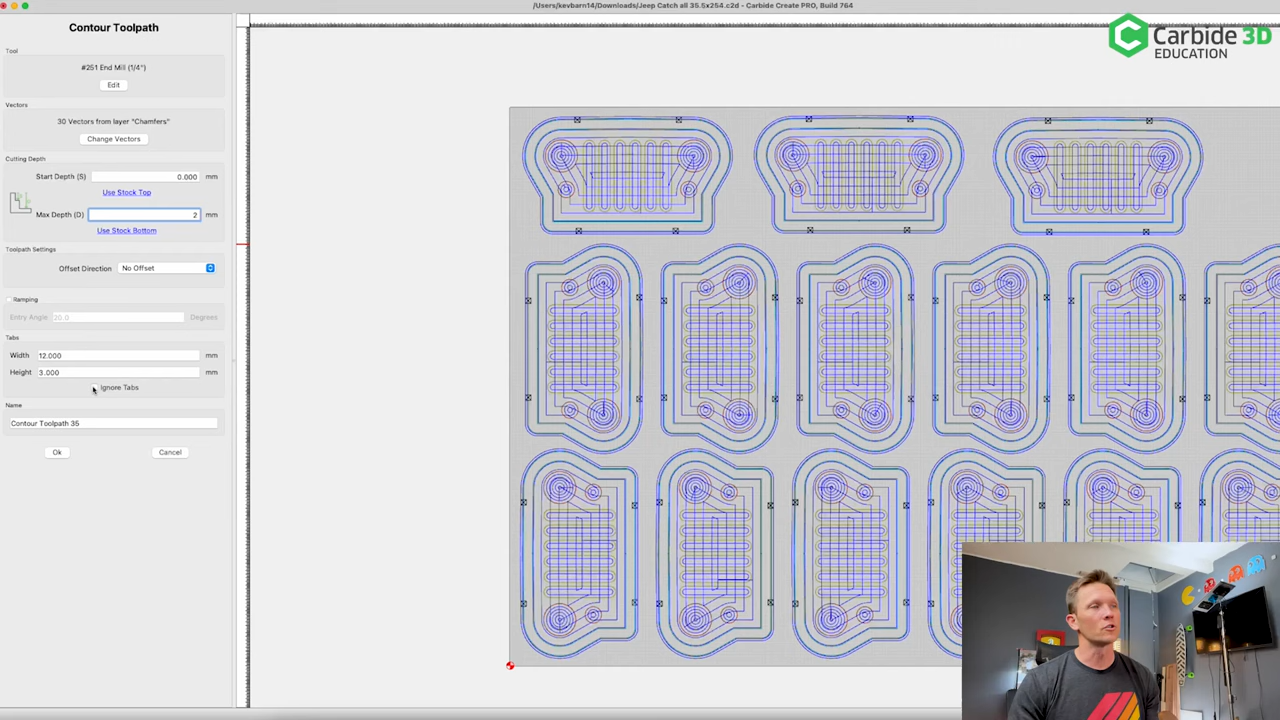 /Users/kevbarn14/Downloads/Jeep Catch all 35.5x254.c2d - Carbide Create PRO, Build 764
Carbide 3D
EDUCATION
Contour Toolpath
Tool
#251 End Mill (1/4")
Edit
Vectors
30 Vectors from layer "Chamfers"
Change Vectors
Cutting Depth
Start Depth (S) 0.000 mm
Use Stock Top
Max Depth (D) 2 mm
Use Stock Bottom
Toolpath Settings
Offset Direction No Offset
Ramping
Entry Angle 20.0 Degrees
Tabs
Width 12.000 mm
Height 3.000 mm
Ignore Tabs
Name
Contour Toolpath 35
Ok Cancel